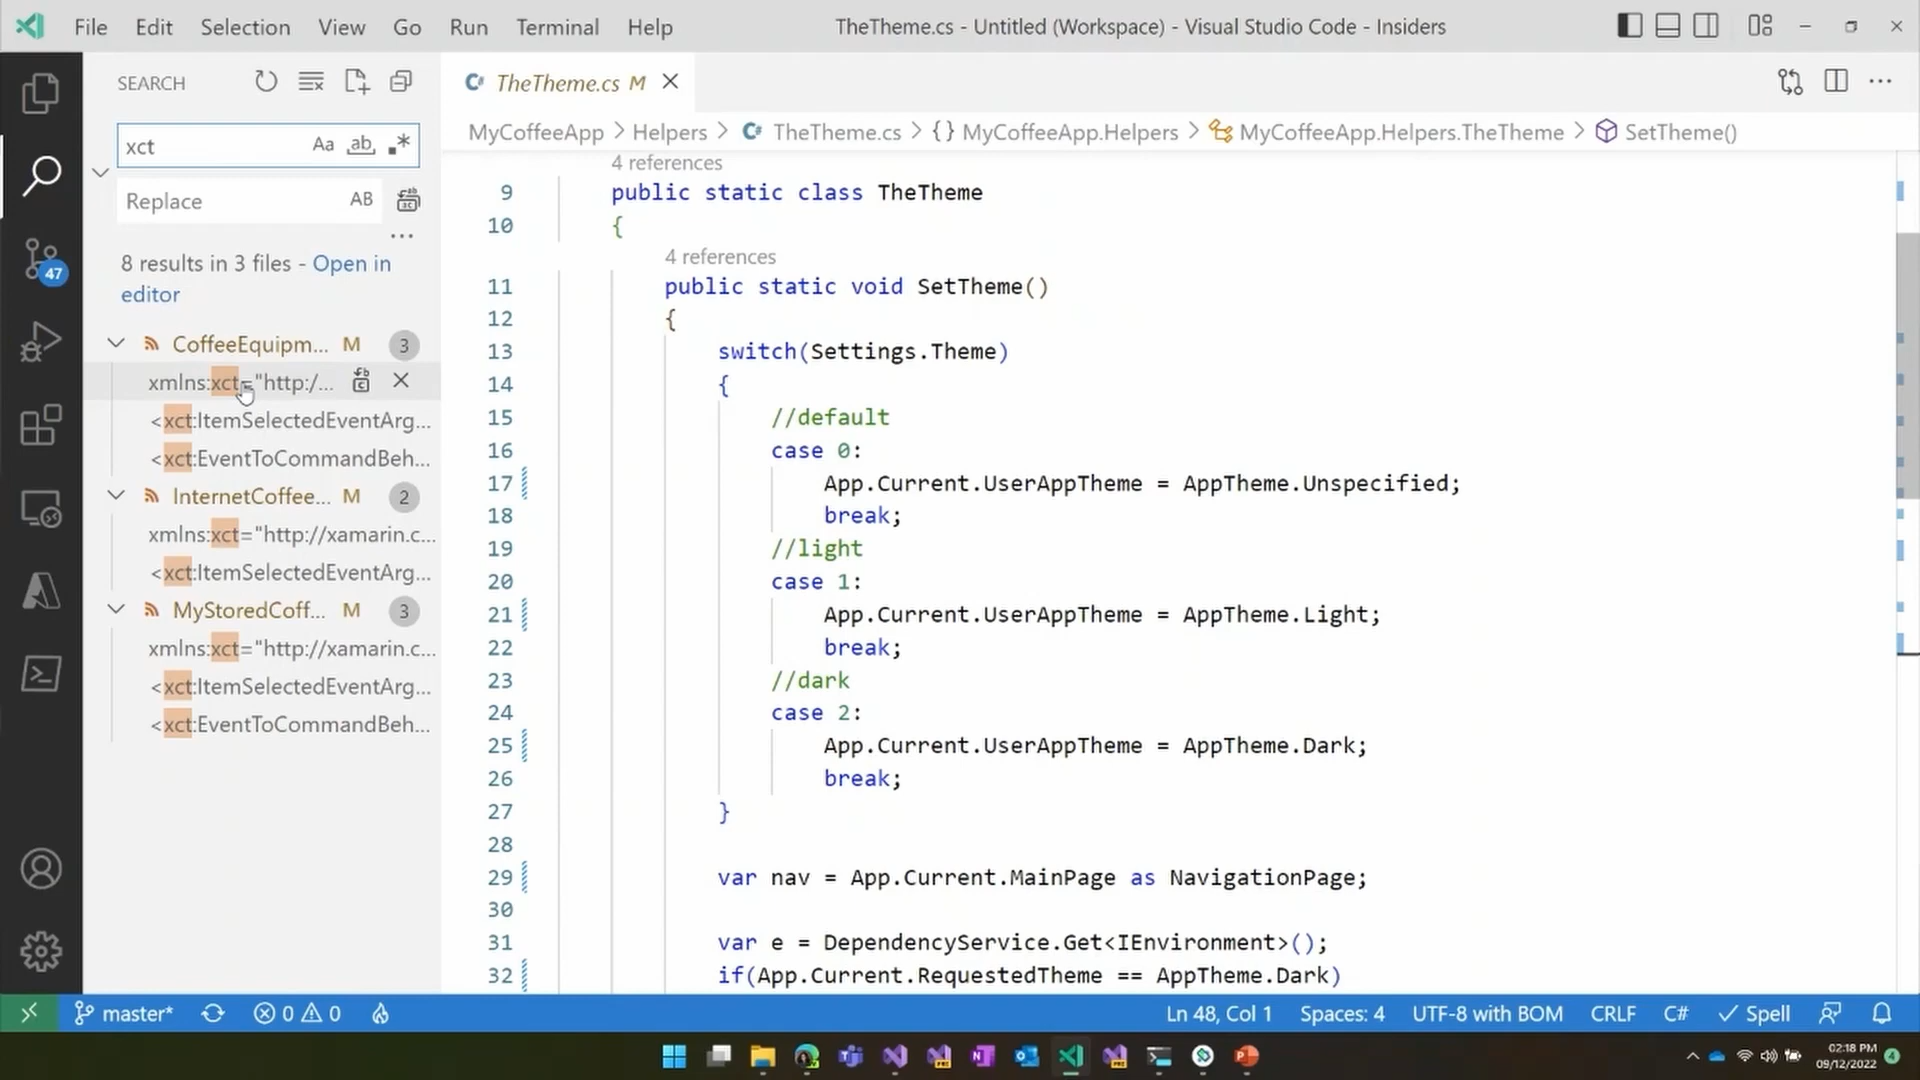 File Edit Selection View Go Run Terminal Help TheTheme.cs - Untitled (Workspace) - Visual Studio Code - Insiders
SEARCH
xct Aa ab
Replace AB
8 results in 3 files - Open in
editor
CoffeeEquipm... M 3
xmlns:xct="http:/...
<xct:ItemSelectedEventArg...
<xct:EventToCommandBeh...
InternetCoffee... M 2
xmlns:xct="http://xamarin.c...
<xct:ItemSelectedEventArg...
MyStoredCoff... M 3
xmlns:xct="http://xamarin.c...
<xct:ItemSelectedEventArg...
<xct:EventToCommandBeh...
47
TheTheme.cs M
MyCoffeeApp > Helpers > TheTheme.cs > {} MyCoffeeApp.Helpers > MyCoffeeApp.Helpers.TheTheme > SetTheme()
4 references
9 public static class TheTheme
10 {
4 references
11 public static void SetTheme()
12 {
13 switch(Settings.Theme)
14 {
15 //default
16 case 0:
17 App.Current.UserAppTheme = AppTheme.Unspecified;
18 break;
19 //light
20 case 1:
21 App.Current.UserAppTheme = AppTheme.Light;
22 break;
23 //dark
24 case 2:
25 App.Current.UserAppTheme = AppTheme.Dark;
26 break;
27 }
28
29 var nav = App.Current.MainPage as NavigationPage;
30
31 var e = DependencyService.Get<IEnvironment>();
32 if(App.Current.RequestedTheme == AppTheme.Dark)
master* 0 0 Ln 48, Col 1 Spaces: 4 UTF-8 with BOM CRLF C# Spell
02:18 PM
09/12/2022 4